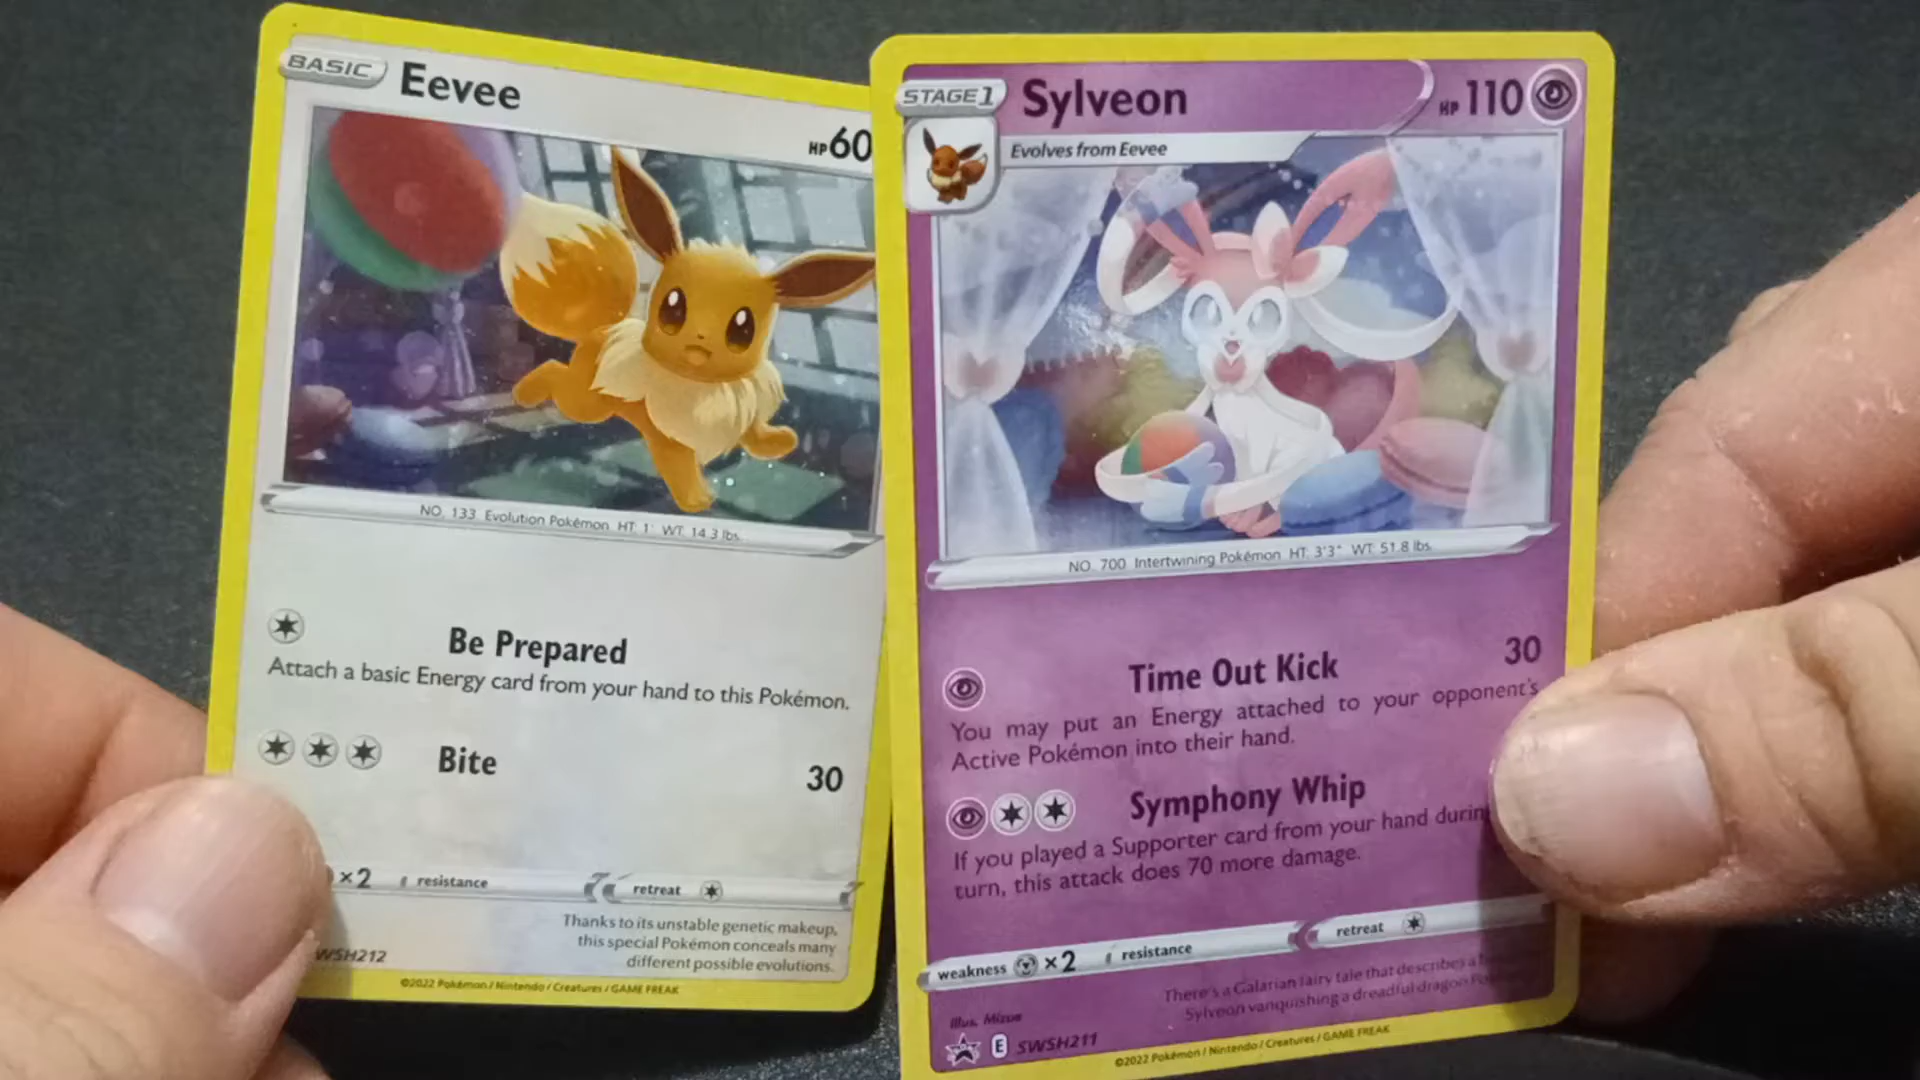 BASIC Eevee HP60
NO. 133 Evolution Pokémon HT: 1' WT: 14.3 lbs.
Be Prepared
Attach a basic Energy card from your hand to this Pokémon.
Bite 30
×2 resistance retreat
Thanks to its unstable genetic makeup,
this special Pokémon conceals many
different possible evolutions.
WSH212
©2022 Pokémon / Nintendo / Creatures / GAME FREAK
STAGE 1 Sylveon HP 110
Evolves from Eevee
NO. 700 Intertwining Pokémon HT: 3'3" WT: 51.8 lbs.
Time Out Kick 30
You may put an Energy attached to your opponent's
Active Pokémon into their hand.
Symphony Whip
If you played a Supporter card from your hand durin
turn, this attack does 70 more damage.
weakness ×2 resistance retreat
There's a Galarian fairy tale that describes a
Sylveon vanquishing a dreadful dragon
Illus. Mizue
E SWSH211
©2022 Pokémon / Nintendo / Creatures / GAME FREAK